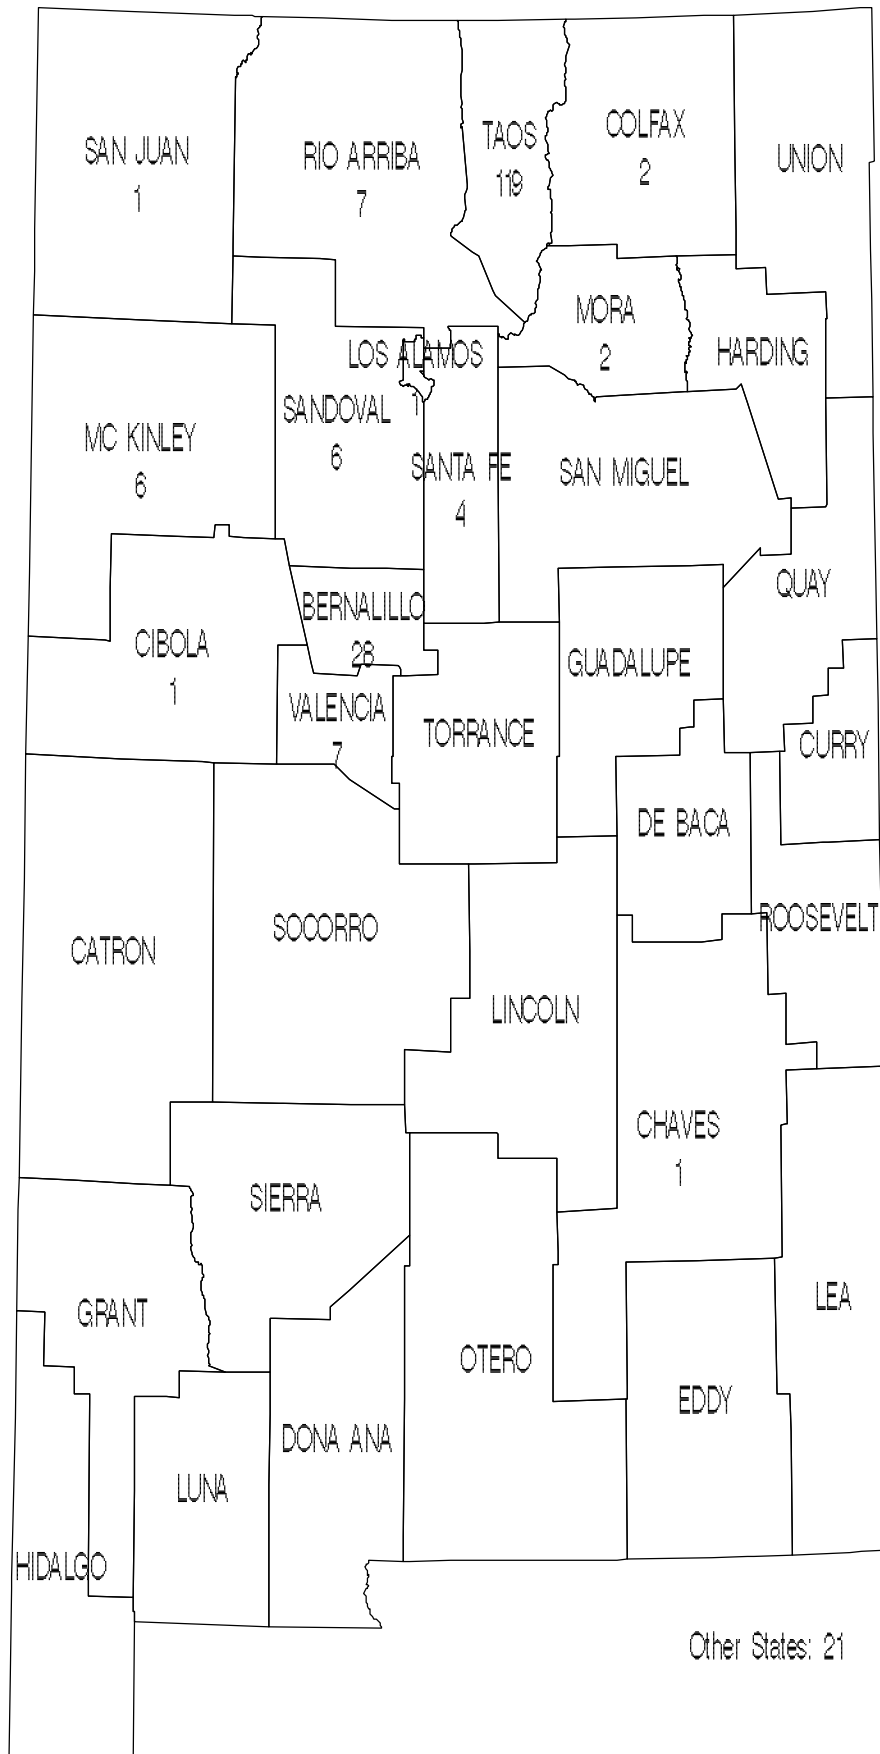 SAN JUAN
1
RIO ARRIBA
7
TAOS
119
COLFAX
2
UNION
MORA
2
HARDING
LOS ALAMOS
1
SANDOVAL
6
MC KINLEY
6
SANTA FE
4
SAN MIGUEL
QUAY
BERNALILLO
28
CIBOLA
1
GUADALUPE
VALENCIA
7
TORRANCE
CURRY
DE BACA
ROOSEVELT
SOCORRO
CATRON
LINCOLN
CHAVES
1
SIERRA
LEA
GRANT
OTERO
EDDY
DONA ANA
LUNA
HIDALGO
Other States: 21